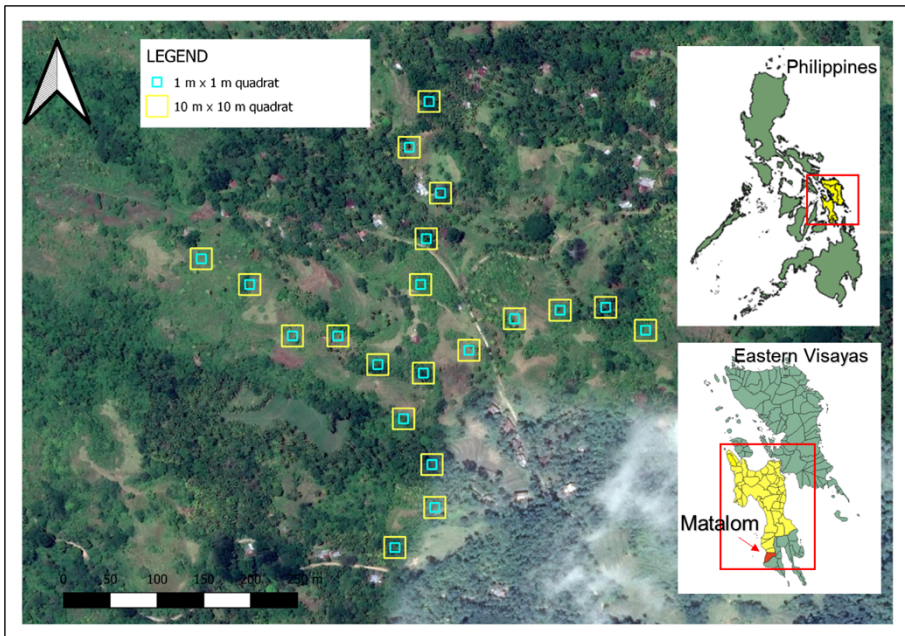 LEGEND
1 m x 1 m quadrat
10 m x 10 m quadrat
Philippines
Eastern Visayas
Matalom
0 50 100 150 200 250 m